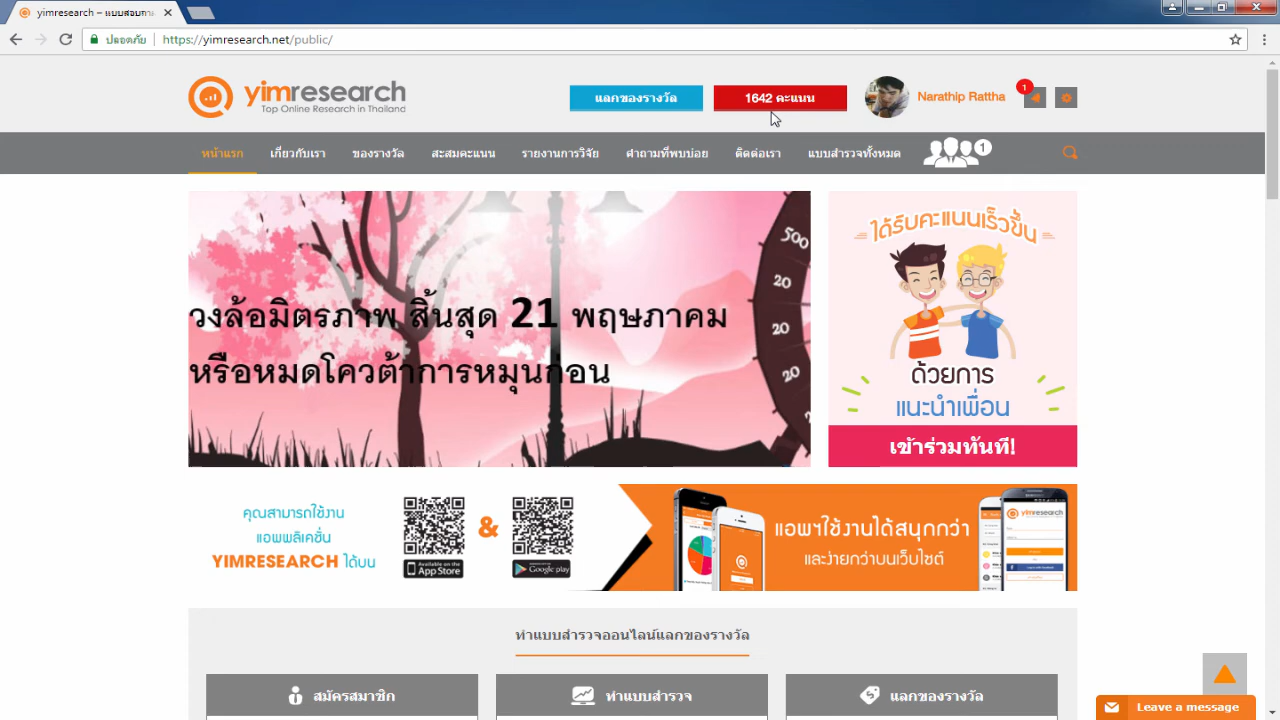 yimresearch – แบบสอบถาม
ปลอดภัย
https://yimresearch.net/public/
yimresearch
Top Online Research in Thailand
แลกของรางวัล
1642 คะแนน
Narathip Rattha
1
หน้าแรก
เกี่ยวกับเรา
ของรางวัล
สะสมคะแนน
รายงานการวิจัย
คำถามที่พบบ่อย
ติดต่อเรา
แบบสำรวจทั้งหมด
1
วงล้อมิตรภาพ สิ้นสุด 21 พฤษภาคม
หรือหมดโควต้าการหมุนก่อน
500
20
20
20
ได้รับคะแนนเร็วขึ้น
ด้วยการ
แนะนำเพื่อน
เข้าร่วมทันที!
คุณสามารถใช้งาน
แอพพลิเคชั่น
YIMRESEARCH ได้บน
Available on the
App Store
&
Google play
แอพฯใช้งานได้สนุกกว่า
และง่ายกว่าบนเว็บไซต์
yimresearch
ทำแบบสำรวจออนไลน์แลกของรางวัล
สมัครสมาชิก
ทำแบบสำรวจ
แลกของรางวัล
Leave a message